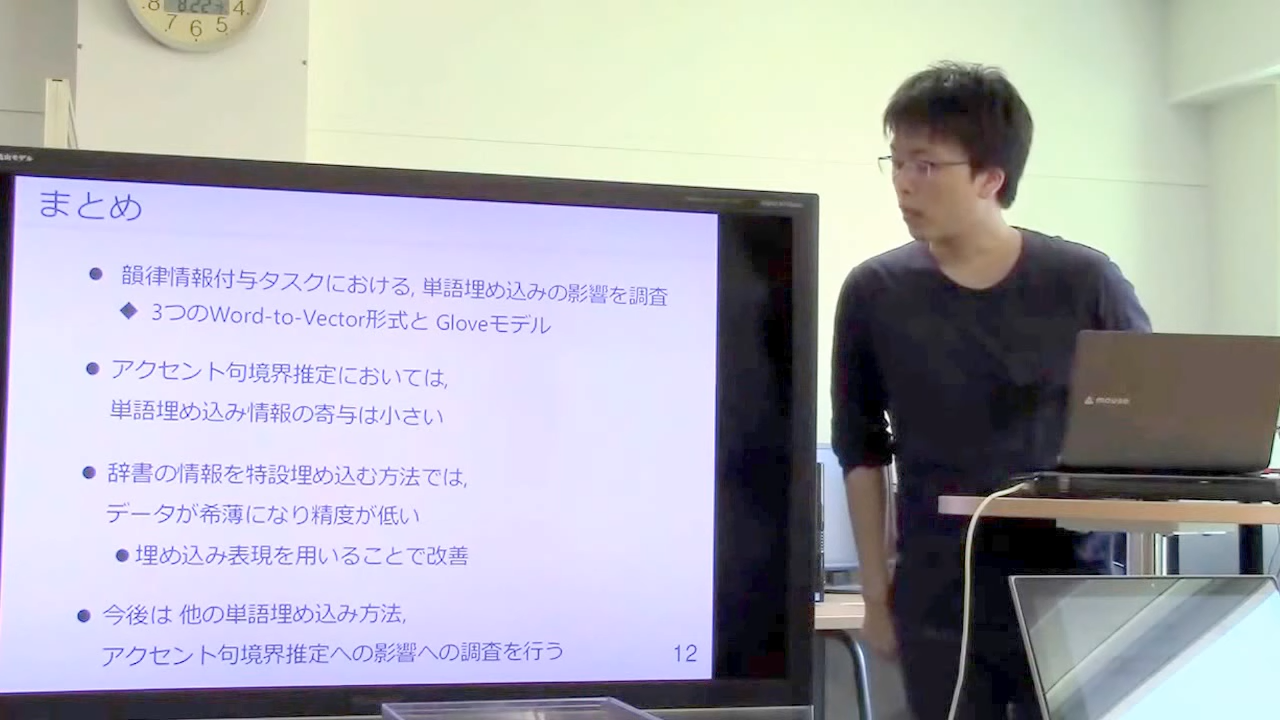 8 7 6 5 4
まとめ
● 韻律情報付与タスクにおける, 単語埋め込みの影響を調査
◆ 3つのWord-to-Vector形式と Gloveモデル
● アクセント句境界推定においては,
単語埋め込み情報の寄与は小さい
● 辞書の情報を特設埋め込む方法では,
データが希薄になり精度が低い
● 埋め込み表現を用いることで改善
● 今後は 他の単語埋め込み方法,
アクセント句境界推定への影響への調査を行う
12
mouse